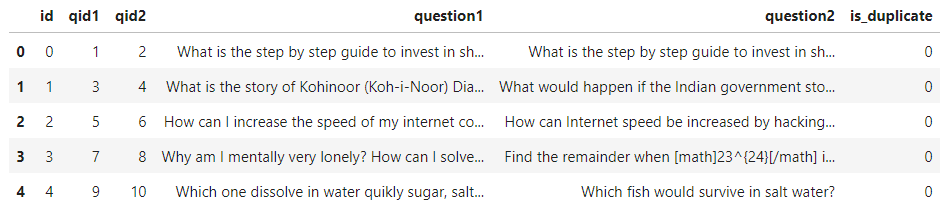 id qid1 qid2 question1 question2 is_duplicate
0 0 1 2 What is the step by step guide to invest in sh... What is the step by step guide to invest in sh... 0
1 1 3 4 What is the story of Kohinoor (Koh-i-Noor) Dia... What would happen if the Indian government sto... 0
2 2 5 6 How can I increase the speed of my internet co... How can Internet speed be increased by hacking... 0
3 3 7 8 Why am I mentally very lonely? How can I solve... Find the remainder when [math]23^{24}[/math] i... 0
4 4 9 10 Which one dissolve in water quikly sugar, salt... Which fish would survive in salt water? 0